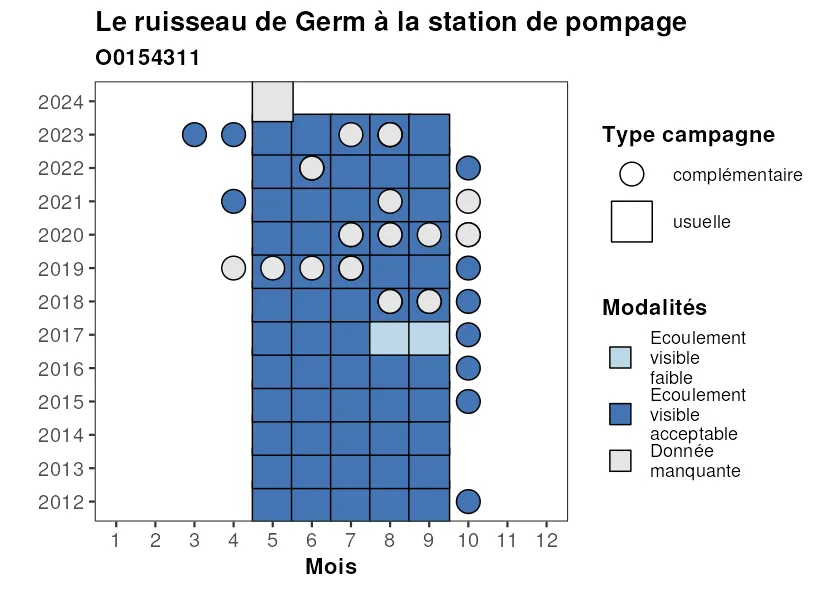 Le ruisseau de Germ à la station de pompage
O0154311
2024
2023
2022
2021
2020
2019
2018
2017
2016
2015
2014
2013
2012
1 2 3 4 5 6 7 8 9 10 11 12
Mois
Type campagne
complémentaire
usuelle
Modalités
Ecoulement
visible
faible
Ecoulement
visible
acceptable
Donnée
manquante